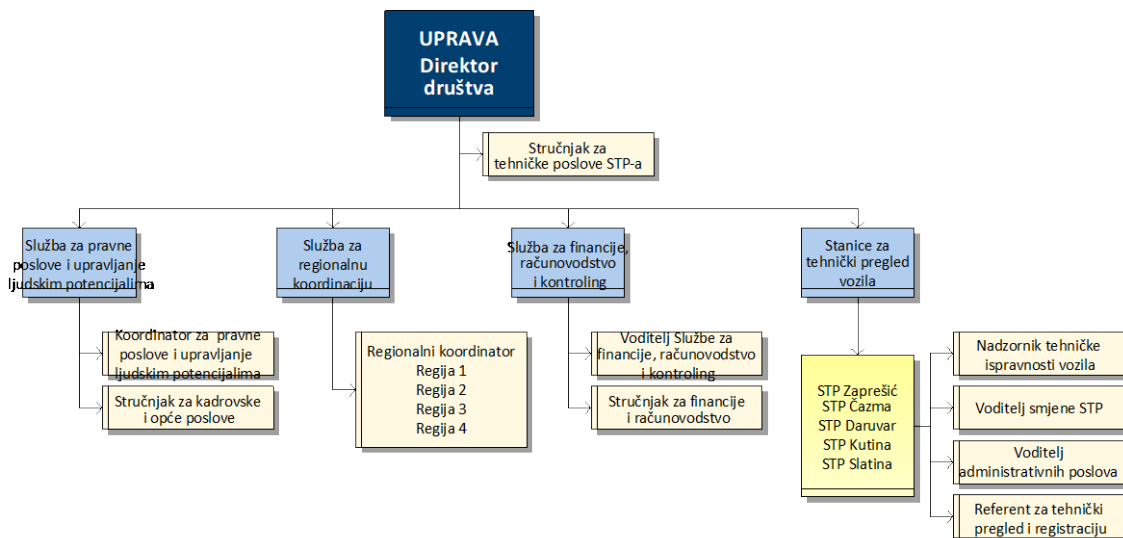 UPRAVA
Direktor
društva
Stručnjak za
tehničke poslove STP-a
Služba za pravne
poslove i upravljanje
ljudskim potencijalima
Služba za
regionalnu
koordinaciju
Služba za financije,
računovodstvo
i kontroling
Stanice za
tehnički pregled
vozila
Koordinator za pravne
poslove i upravljanje
ljudskim potencijalima
Stručnjak za kadrovske
i opće poslove
Regionalni koordinator
Regija 1
Regija 2
Regija 3
Regija 4
Voditelj Službe za
financije, računovodstvo
i kontroling
Stručnjak za financije
i računovodstvo
STP Zaprešić
STP Čazma
STP Daruvar
STP Kutina
STP Slatina
Nadzornik tehničke
ispravnosti vozila
Voditelj smjene STP
Voditelj
administrativnih poslova
Referent za tehnički
pregled i registraciju